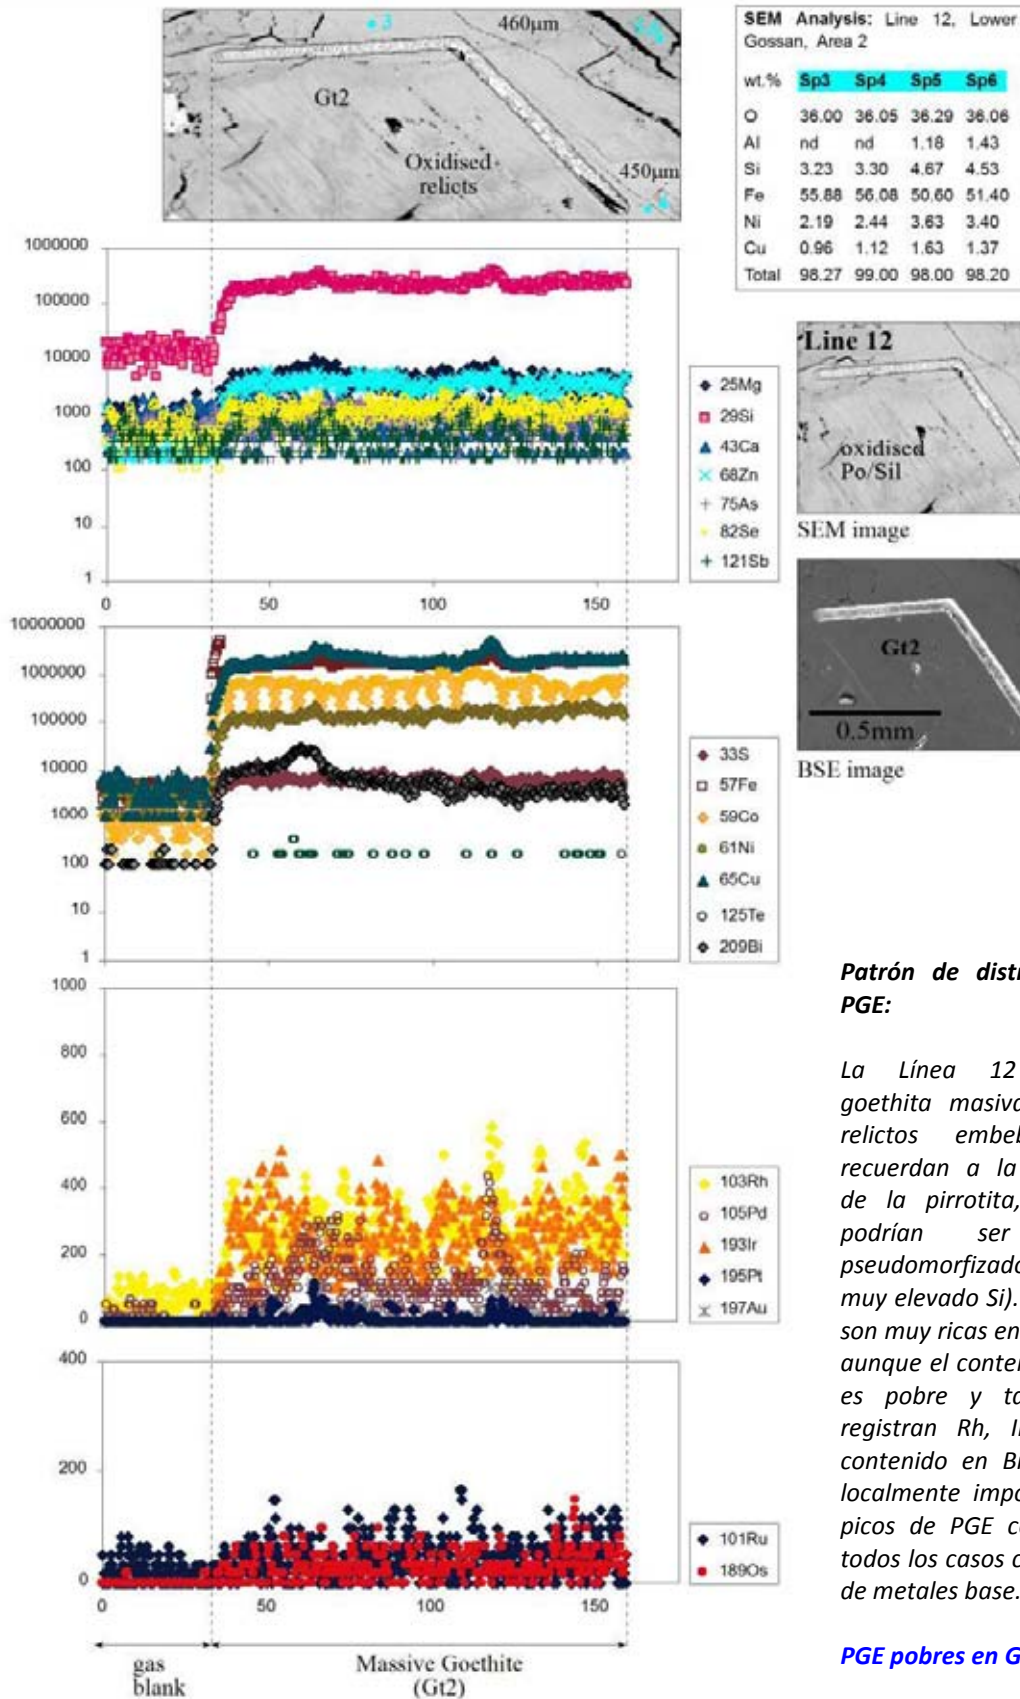 460µm
3
Gt2
Oxidised
relicts
450µm
SEM Analysis: Line 12, Lower
Gossan, Area 2
wt.% Sp3 Sp4 Sp5 Sp6
O 36.00 36.05 36.29 36.06
Al nd nd 1.18 1.43
Si 3.23 3.30 4.67 4.53
Fe 55.88 56.08 50.60 51.40
Ni 2.19 2.44 3.63 3.40
Cu 0.96 1.12 1.63 1.37
Total 98.27 99.00 98.00 98.20
1000000
100000
10000
1000
100
10
1
0 50 100 150
25Mg
29Si
43Ca
68Zn
75As
82Se
121Sb
Line 12
oxidised
Po/Sil
SEM image
Gt2
0.5mm
BSE image
10000000
1000000
100000
10000
1000
100
10
1
33S
57Fe
59Co
61Ni
65Cu
125Te
209Bi
1000
800
600
400
200
0
103Rh
105Pd
193Ir
195Pt
197Au
400
200
0
0 50 100 150
101Ru
189Os
gas
blank
Massive Goethite
(Gt2)
Patrón de distr
PGE:
La Línea 12
goethita masiva
relictos embeb
recuerdan a la
de la pirrotita,
podrían ser
pseudomorfizado
muy elevado Si).
son muy ricas en
aunque el conter
es pobre y ta
registran Rh, I
contenido en B
localmente impo
picos de PGE c
todos los casos c
de metales base.
PGE pobres en G